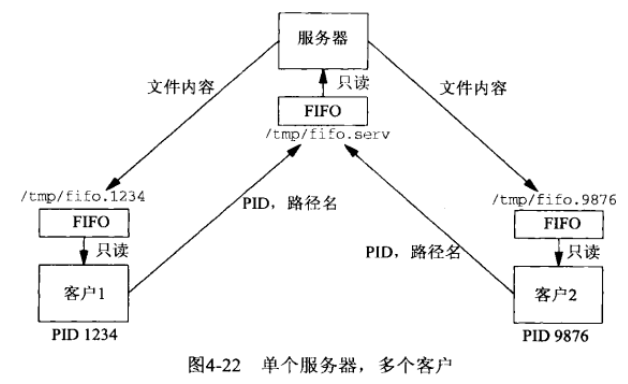 服务器
文件内容
只读
文件内容
FIFO
/tmp/fifo.serv
/tmp/fifo.1234
/tmp/fifo.9876
FIFO
PID，路径名
FIFO
只读
PID，路径名
只读
客户1
客户2
PID 1234
PID 9876
图4-22 单个服务器，多个客户